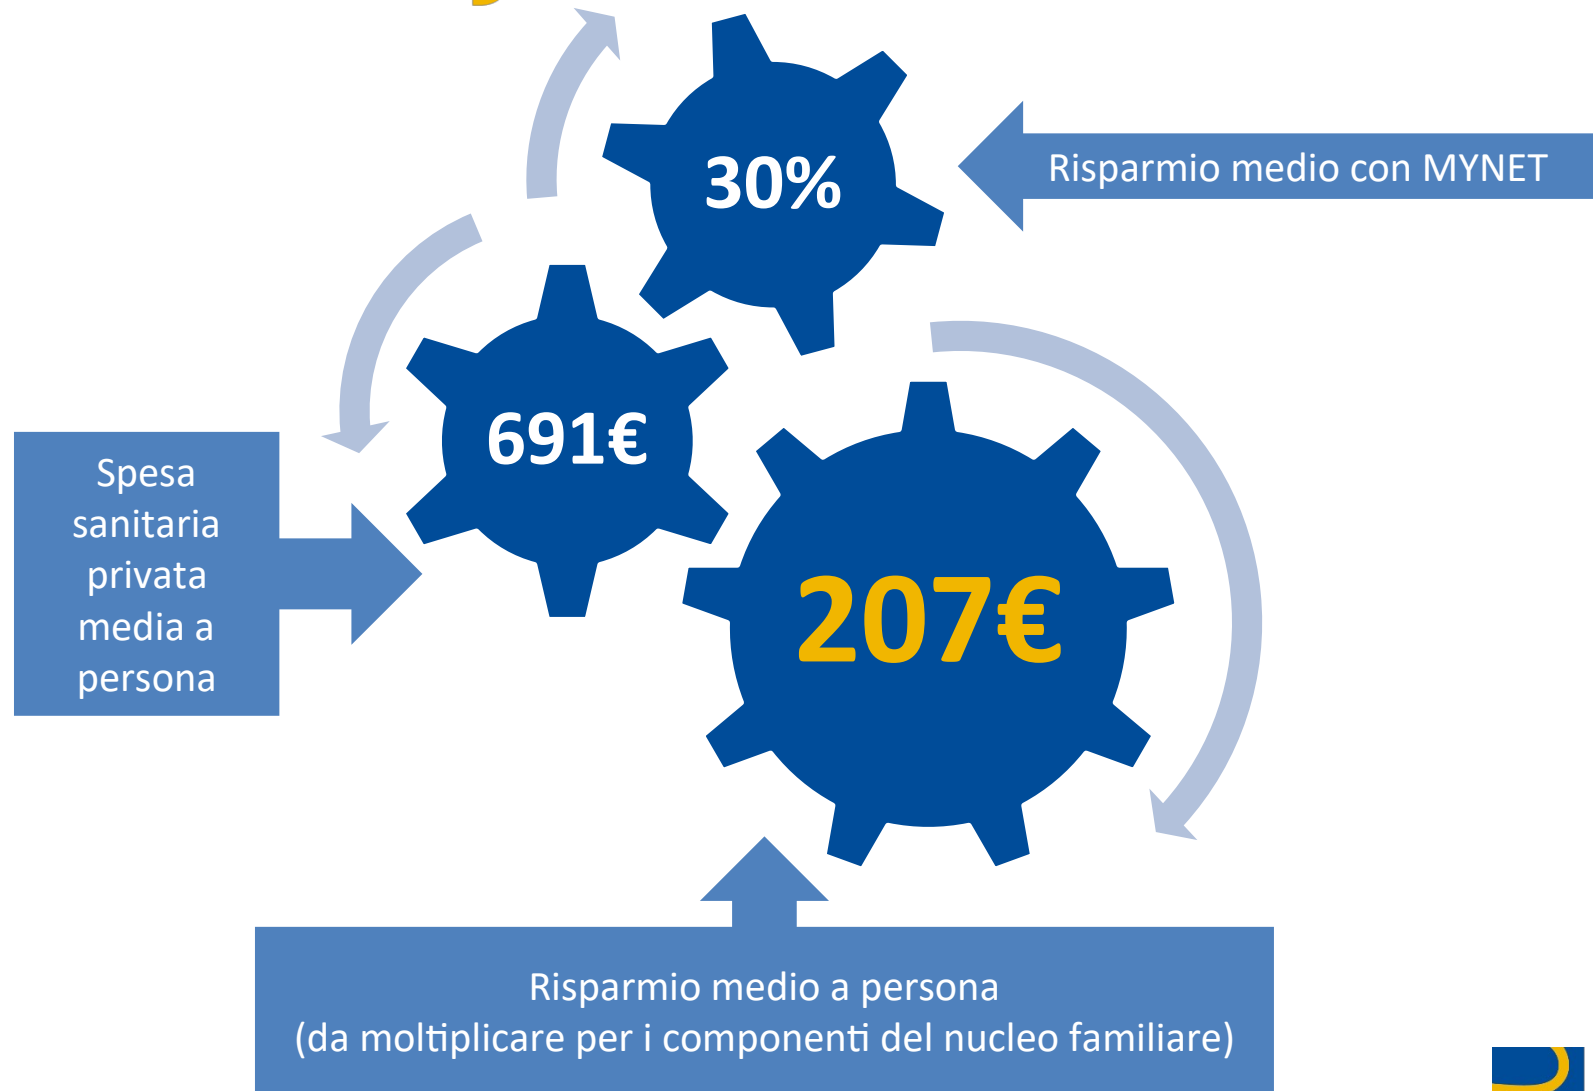 30%
Risparmio medio con MYNET
691€
Spesa
sanitaria
privata
media a
persona
207€
Risparmio medio a persona
(da moltiplicare per i componenti del nucleo familiare)